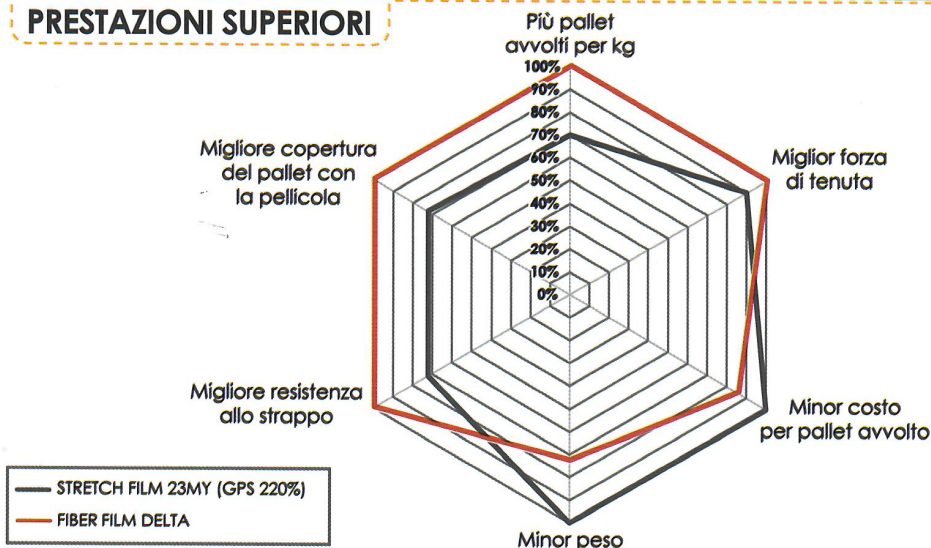 PRESTAZIONI SUPERIORI
Più pallet
avvolti per kg
100%
90%
80%
70%
60%
50%
40%
30%
20%
10%
0%
Migliore copertura
del pallet con
la pellicola
Miglior forza
di tenuta
Migliore resistenza
allo strappo
Minor costo
per pallet avvolto
Minor peso
STRETCH FILM 23MY (GPS 220%)
FIBER FILM DELTA